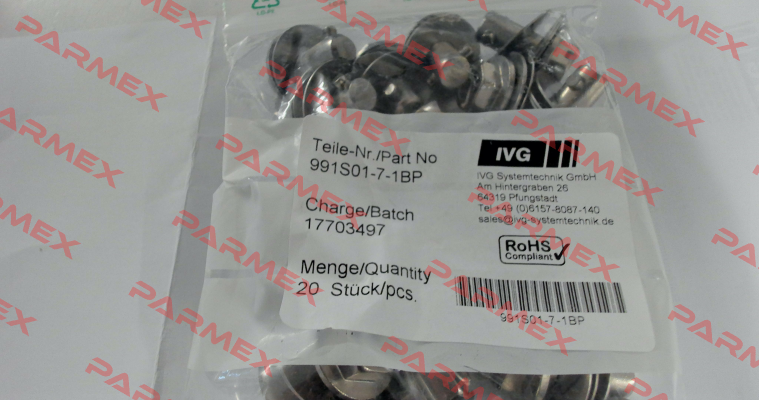 Teile-Nr./Part No
991S01-7-1BP
Charge/Batch
17703497
Menge/Quantity
20 Stück/pcs.
IVG
IVG Systemtechnik GmbH
Am Hintergraben 26
64319 Pfungstadt
Tel +49 (0)6157-8087-140
sales@ivg-systemtechnik.de
RoHS
Compliant
991S01-7-1BP
PARMEX